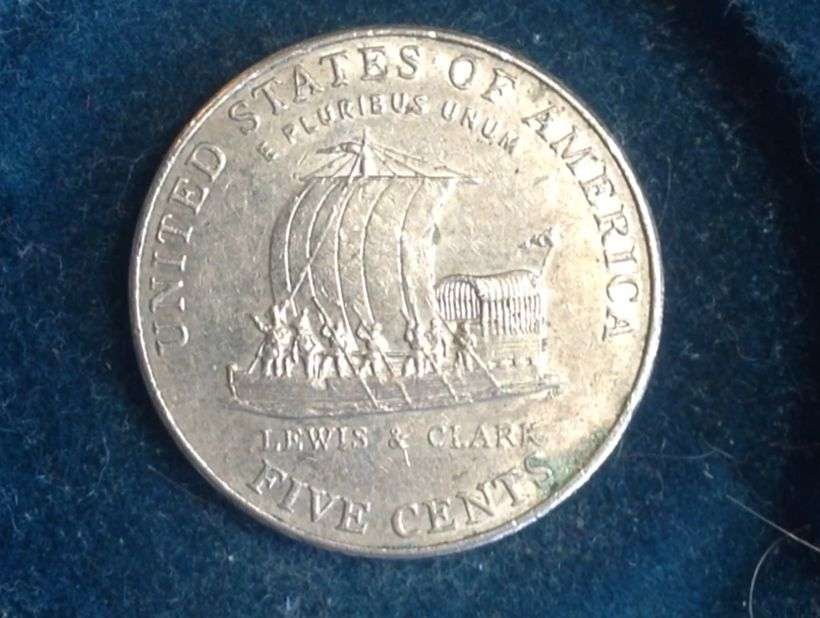 UNITED STATES OF AMERICA
E PLURIBUS UNUM
LEWIS & CLARK
FIVE CENTS